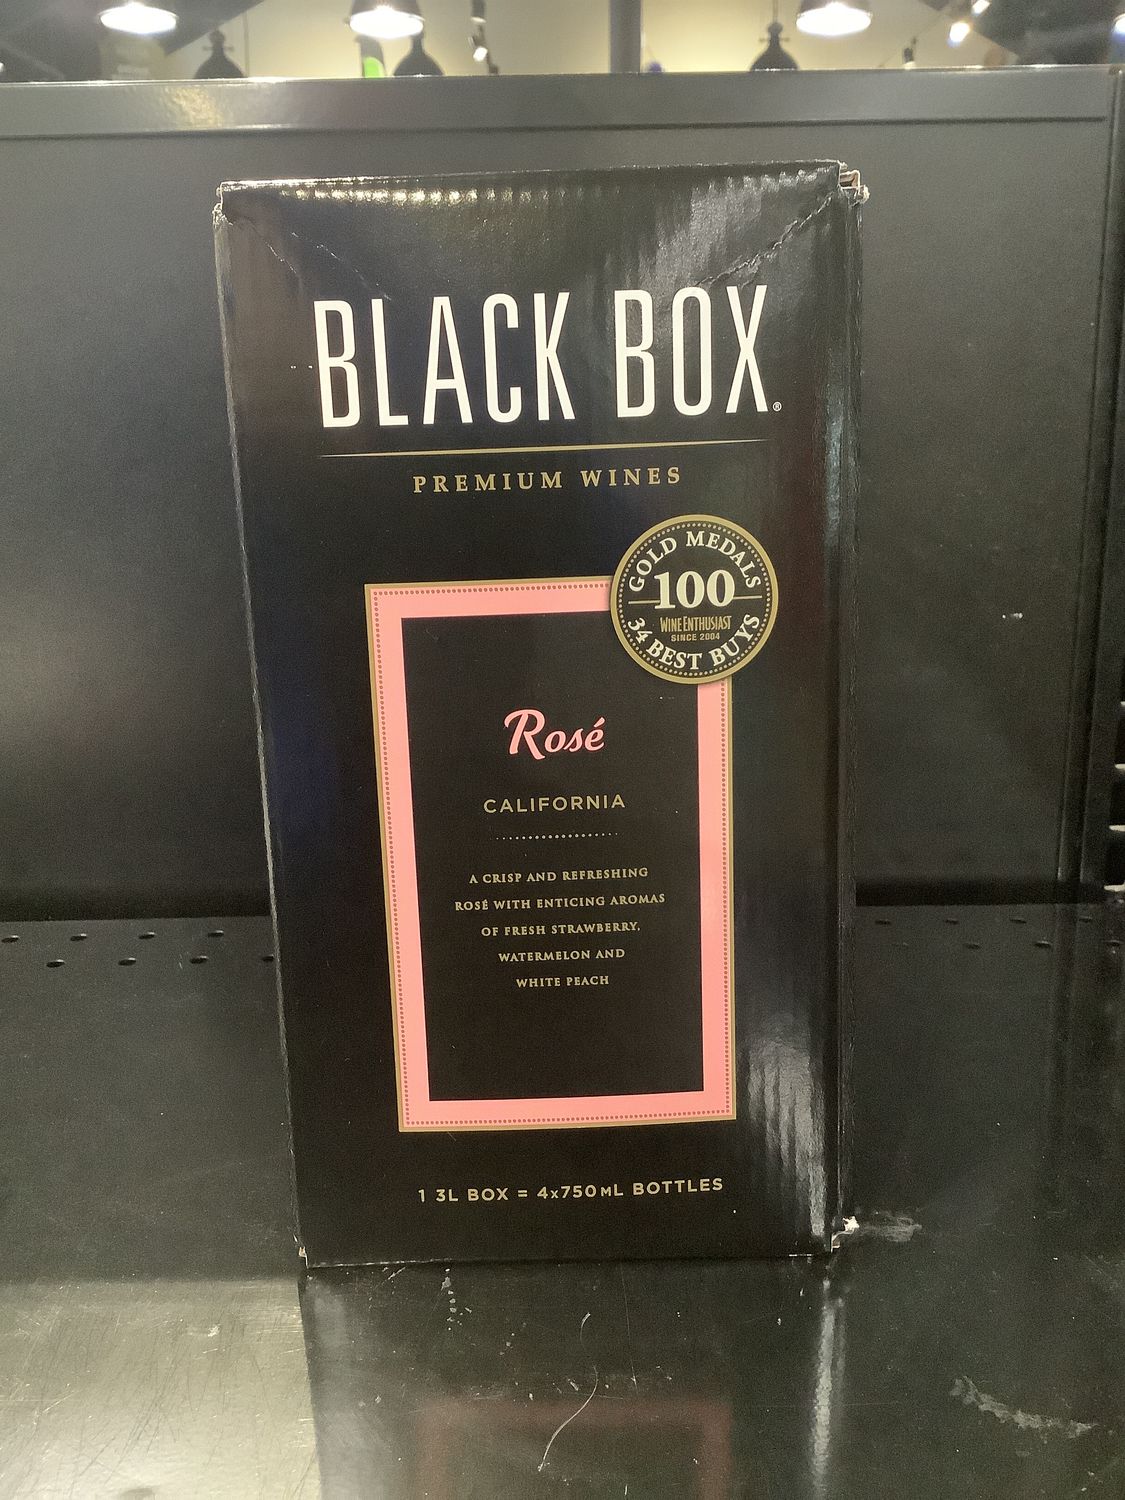 BLACK BOX®
PREMIUM WINES
GOLD MEDALS
100
WINE ENTHUSIAST
SINCE 2004
34 BEST BUYS
Rosé
CALIFORNIA
A CRISP AND REFRESHING
ROSÉ WITH ENTICING AROMAS
OF FRESH STRAWBERRY,
WATERMELON AND
WHITE PEACH
1 3L BOX = 4x750ML BOTTLES